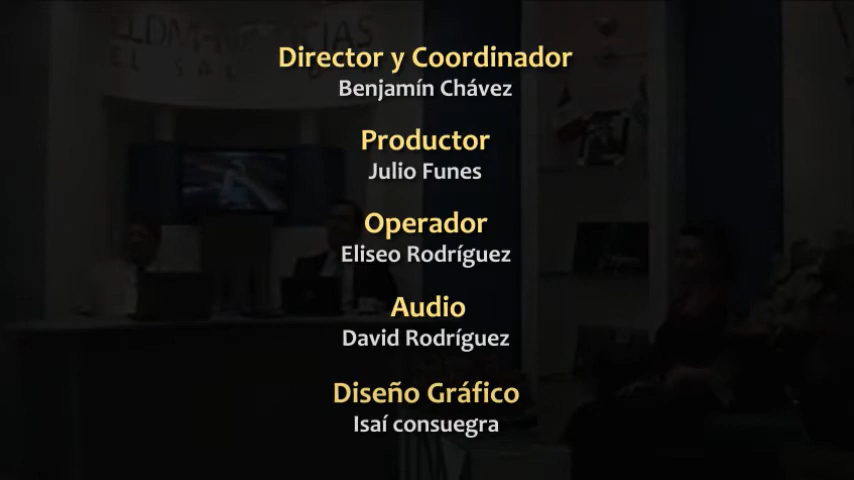 Director y Coordinador
Benjamín Chávez
Productor
Julio Funes
Operador
Eliseo Rodríguez
Audio
David Rodríguez
Diseño Gráfico
Isaí consuegra